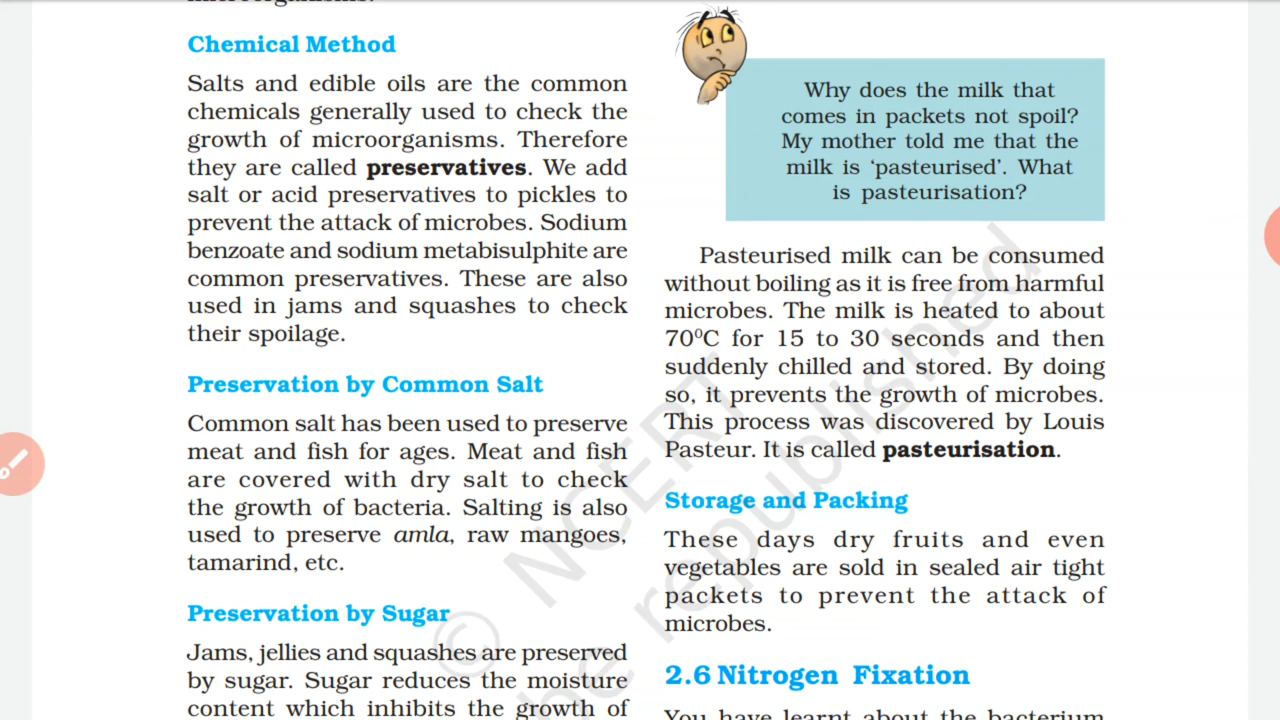 Chemical Method
Salts and edible oils are the common
chemicals generally used to check the
growth of microorganisms. Therefore
they are called preservatives. We add
salt or acid preservatives to pickles to
prevent the attack of microbes. Sodium
benzoate and sodium metabisulphite are
common preservatives. These are also
used in jams and squashes to check
their spoilage.
Preservation by Common Salt
Common salt has been used to preserve
meat and fish for ages. Meat and fish
are covered with dry salt to check
the growth of bacteria. Salting is also
used to preserve amla, raw mangoes,
tamarind, etc.
Preservation by Sugar
Jams, jellies and squashes are preserved
by sugar. Sugar reduces the moisture
content which inhibits the growth of
Why does the milk that
comes in packets not spoil?
My mother told me that the
milk is ‘pasteurised’. What
is pasteurisation?
Pasteurised milk can be consumed
without boiling as it is free from harmful
microbes. The milk is heated to about
70⁰C for 15 to 30 seconds and then
suddenly chilled and stored. By doing
so, it prevents the growth of microbes.
This process was discovered by Louis
Pasteur. It is called pasteurisation.
Storage and Packing
These days dry fruits and even
vegetables are sold in sealed air tight
packets to prevent the attack of
microbes.
2.6 Nitrogen Fixation
You have learnt about the bacterium
© NCERT
be republished